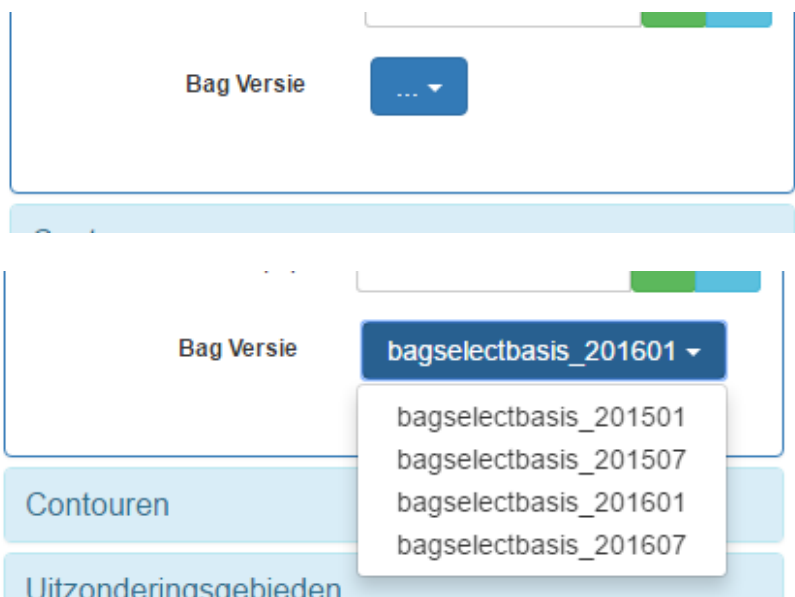 Bag Versie
...
Bag Versie
bagselectbasis_201601
bagselectbasis_201501
bagselectbasis_201507
bagselectbasis_201601
bagselectbasis_201607
Contouren
Uitzonderingsgebieden